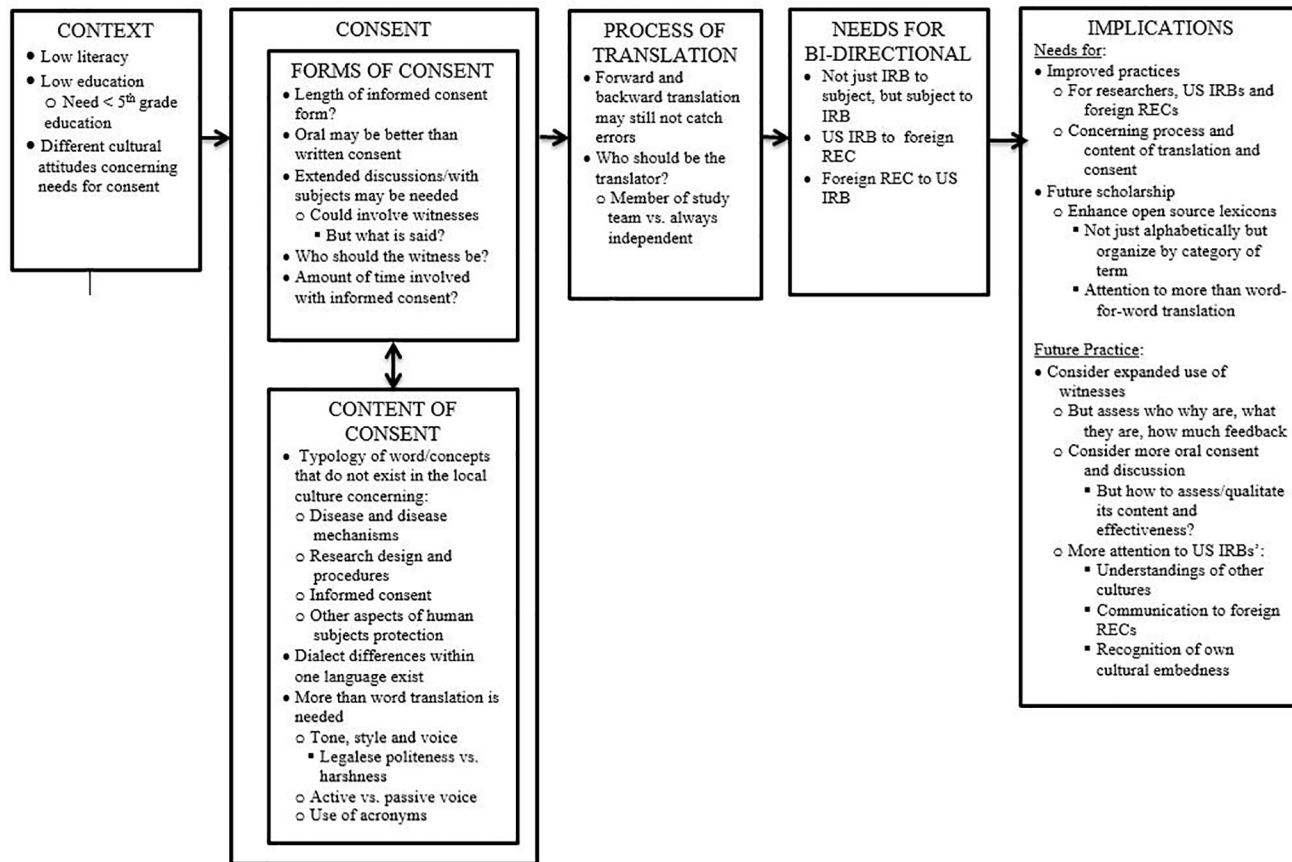 CONTEXT
• Low literacy
• Low education
o Need < 5th grade
education
• Different cultural
attitudes concerning
needs for consent
CONSENT
FORMS OF CONSENT
• Length of informed consent
form?
• Oral may be better than
written consent
• Extended discussions/with
subjects may be needed
o Could involve witnesses
▪ But what is said?
• Who should the witness be?
• Amount of time involved
with informed consent?
CONTENT OF
CONSENT
• Typology of word/concepts
that do not exist in the local
culture concerning:
o Disease and disease
mechanisms
o Research design and
procedures
o Informed consent
o Other aspects of human
subjects protection
• Dialect differences within
one language exist
• More than word translation is
needed
o Tone, style and voice
▪ Legalese politeness vs.
harshness
o Active vs. passive voice
o Use of acronyms
PROCESS OF
TRANSLATION
• Forward and
backward translation
may still not catch
errors
• Who should be the
translator?
o Member of study
team vs. always
independent
NEEDS FOR
BI-DIRECTIONAL
• Not just IRB to
subject, but subject to
IRB
• US IRB to foreign
REC
• Foreign REC to US
IRB
IMPLICATIONS
Needs for:
• Improved practices
o For researchers, US IRBs and
foreign RECs
o Concerning process and
content of translation and
consent
• Future scholarship
o Enhance open source lexicons
▪ Not just alphabetically but
organize by category of
term
▪ Attention to more than word-
for-word translation
Future Practice:
• Consider expanded use of
witnesses
o But assess who why are, what
they are, how much feedback
o Consider more oral consent
and discussion
▪ But how to assess/qualitate
its content and
effectiveness?
o More attention to US IRBs’:
▪ Understandings of other
cultures
▪ Communication to foreign
RECs
▪ Recognition of own
cultural embedness